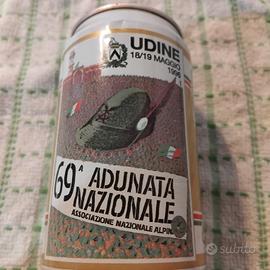 UDINE
18/19 MAGGIO
1996
69ª ADUNATA
NAZIONALE
ASSOCIAZIONE NAZIONALE ALPINI
subito